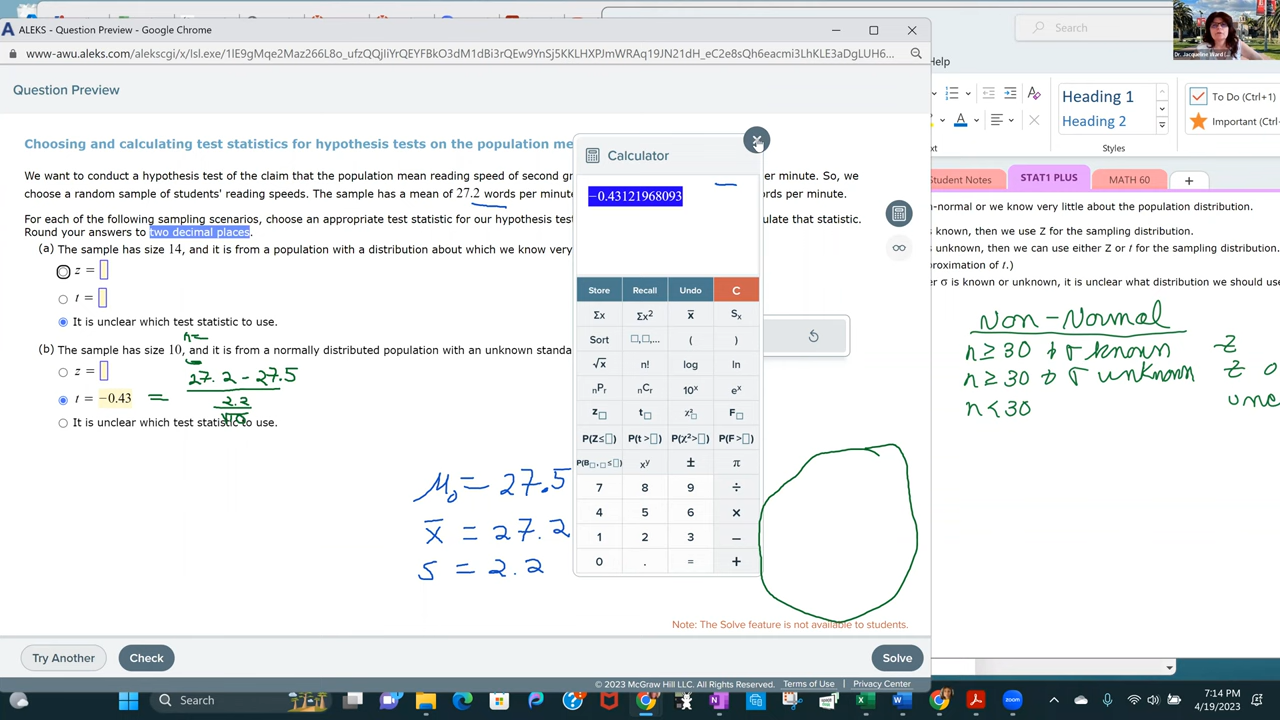 ALEKS - Question Preview - Google Chrome
Search
Dr. Jacqueline Ward
Help
Question Preview
Heading 1
Heading 2
Styles
To Do (Ctrl+1)
Important (Ctrl+
Student Notes
STAT1 PLUS
MATH 60
+
Choosing and calculating test statistics for hypothesis tests on the population me
We want to conduct a hypothesis test of the claim that the population mean reading speed of second gr
per minute. So, we
choose a random sample of students' reading speeds. The sample has a mean of 27.2 words per minute
rds per minute.
For each of the following sampling scenarios, choose an appropriate test statistic for our hypothesis test
culate that statistic.
Round your answers to two decimal places.
(a) The sample has size 14, and it is from a population with a distribution about which we know very
z =
t =
It is unclear which test statistic to use.
n=
(b) The sample has size 10, and it is from a normally distributed population with an unknown standa
z =
t = −0.43
= 27.2 - 27.5
2.2
√10
It is unclear which test statistic to use.
μ0 = 27.5
x̄ = 27.2
s = 2.2
Calculator
−0.43121968093
Store Recall Undo C
Σx Σx² x̄ Sx
Sort □,□,... ( )
√x n! log ln
nPr nCr 10ˣ eˣ
z□ t□ χ²□ F□
P(Z≤□) P(t >□) P(χ²>□) P(F >□)
P(B□,□≤□) xʸ ± π
7 8 9 ÷
4 5 6 ×
1 2 3 −
0 . = +
n-normal or we know very little about the population distribution.
s known, then we use Z for the sampling distribution.
unknown, then we can use either Z or t for the sampling distribution.
proximation of t.)
er σ is known or unknown, it is unclear what distribution we should use
Non-Normal
n ≥ 30 + σ known Z
n ≥ 30 + σ unknown Z o
n < 30 unc
Note: The Solve feature is not available to students.
Try Another
Check
Solve
© 2023 McGraw Hill LLC. All Rights Reserved. Terms of Use | Privacy Center
Search
7:14 PM
4/19/2023